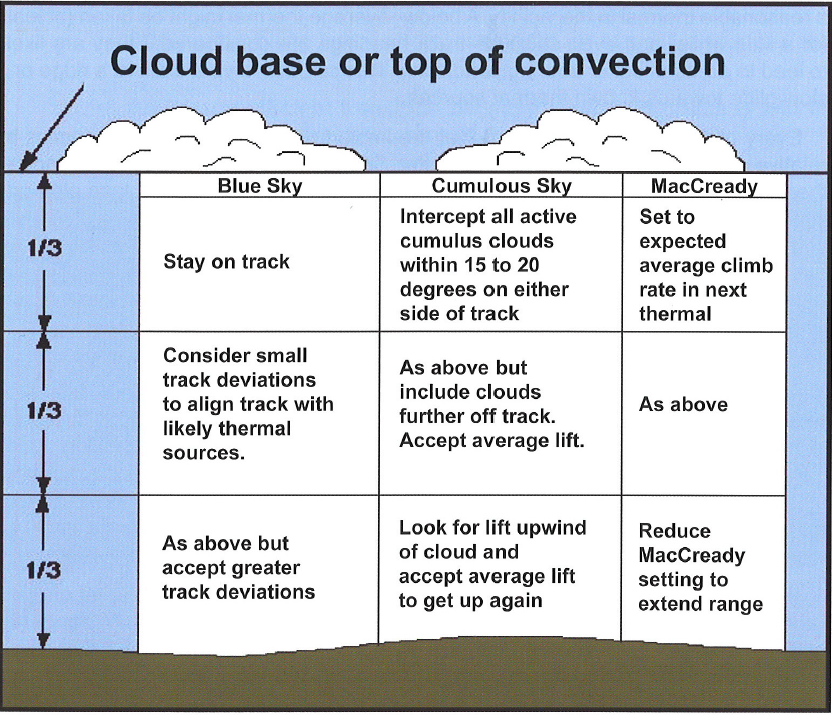 Cloud base or top of convection
Blue Sky
Cumulous Sky
MacCready
1/3
Stay on track
Intercept all active
cumulus clouds
within 15 to 20
degrees on either
side of track
Set to
expected
average climb
rate in next
thermal
1/3
Consider small
track deviations
to align track with
likely thermal
sources.
As above but
include clouds
further off track.
Accept average lift.
As above
1/3
As above but
accept greater
track deviations
Look for lift upwind
of cloud and
accept average lift
to get up again
Reduce
MacCready
setting to
extend range